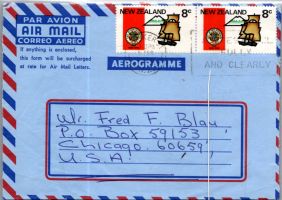 PAR AVION
AIR MAIL
CORREO AEREO
If anything is enclosed,
this form will be surcharged
at rate for Air Mail Letters.
NEW ZEALAND 8c
NEW ZEALAND 8c
AND CLEARLY
AEROGRAMME
Mr. Fred F. Blau
P.O. Box 59153
Chicago. 60659
U.S.A.